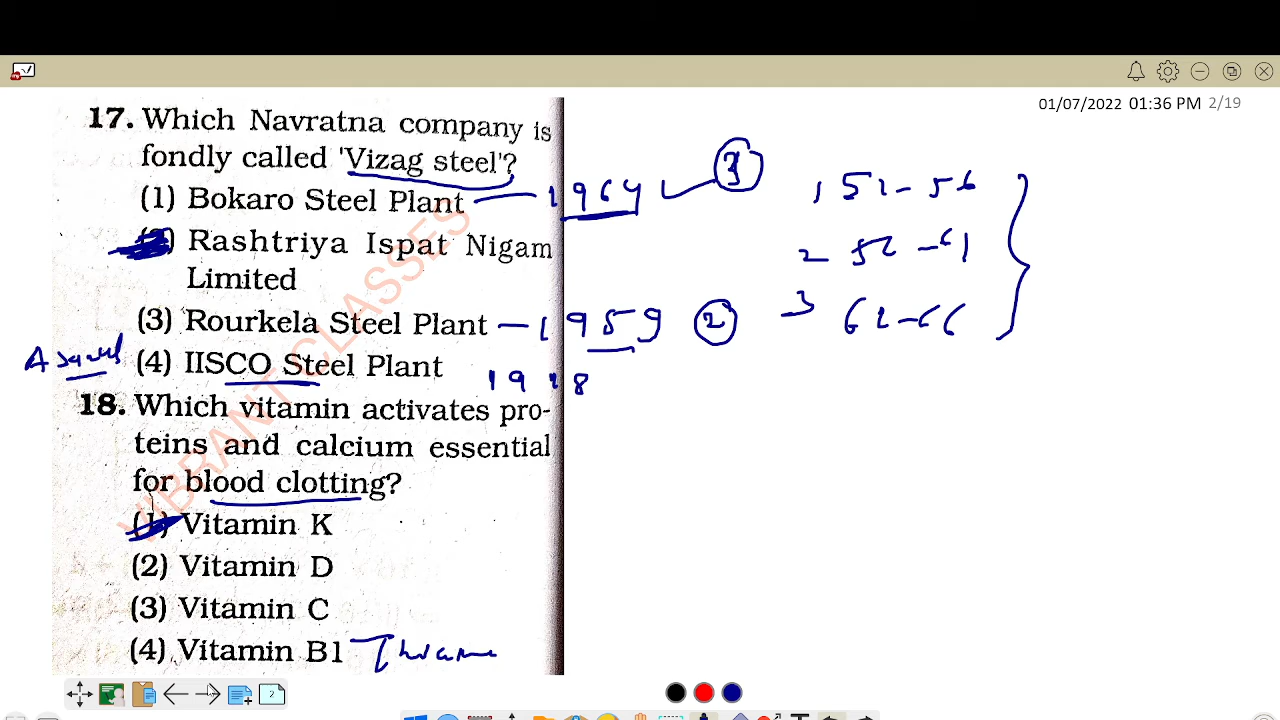 01/07/2022 01:36 PM 2/19
17. Which Navratna company is
fondly called 'Vizag steel'?
(1) Bokaro Steel Plant — 1964 3
Rashtriya Ispat Nigam
Limited
(3) Rourkela Steel Plant — 1959 2
(4) IISCO Steel Plant
1918
18. Which vitamin activates pro-
teins and calcium essential
for blood clotting?
(1) Vitamin K
(2) Vitamin D
(3) Vitamin C
(4) Vitamin B1
1 51-56
2 56-61
3 61-66
VIBRANT CLASSES
2